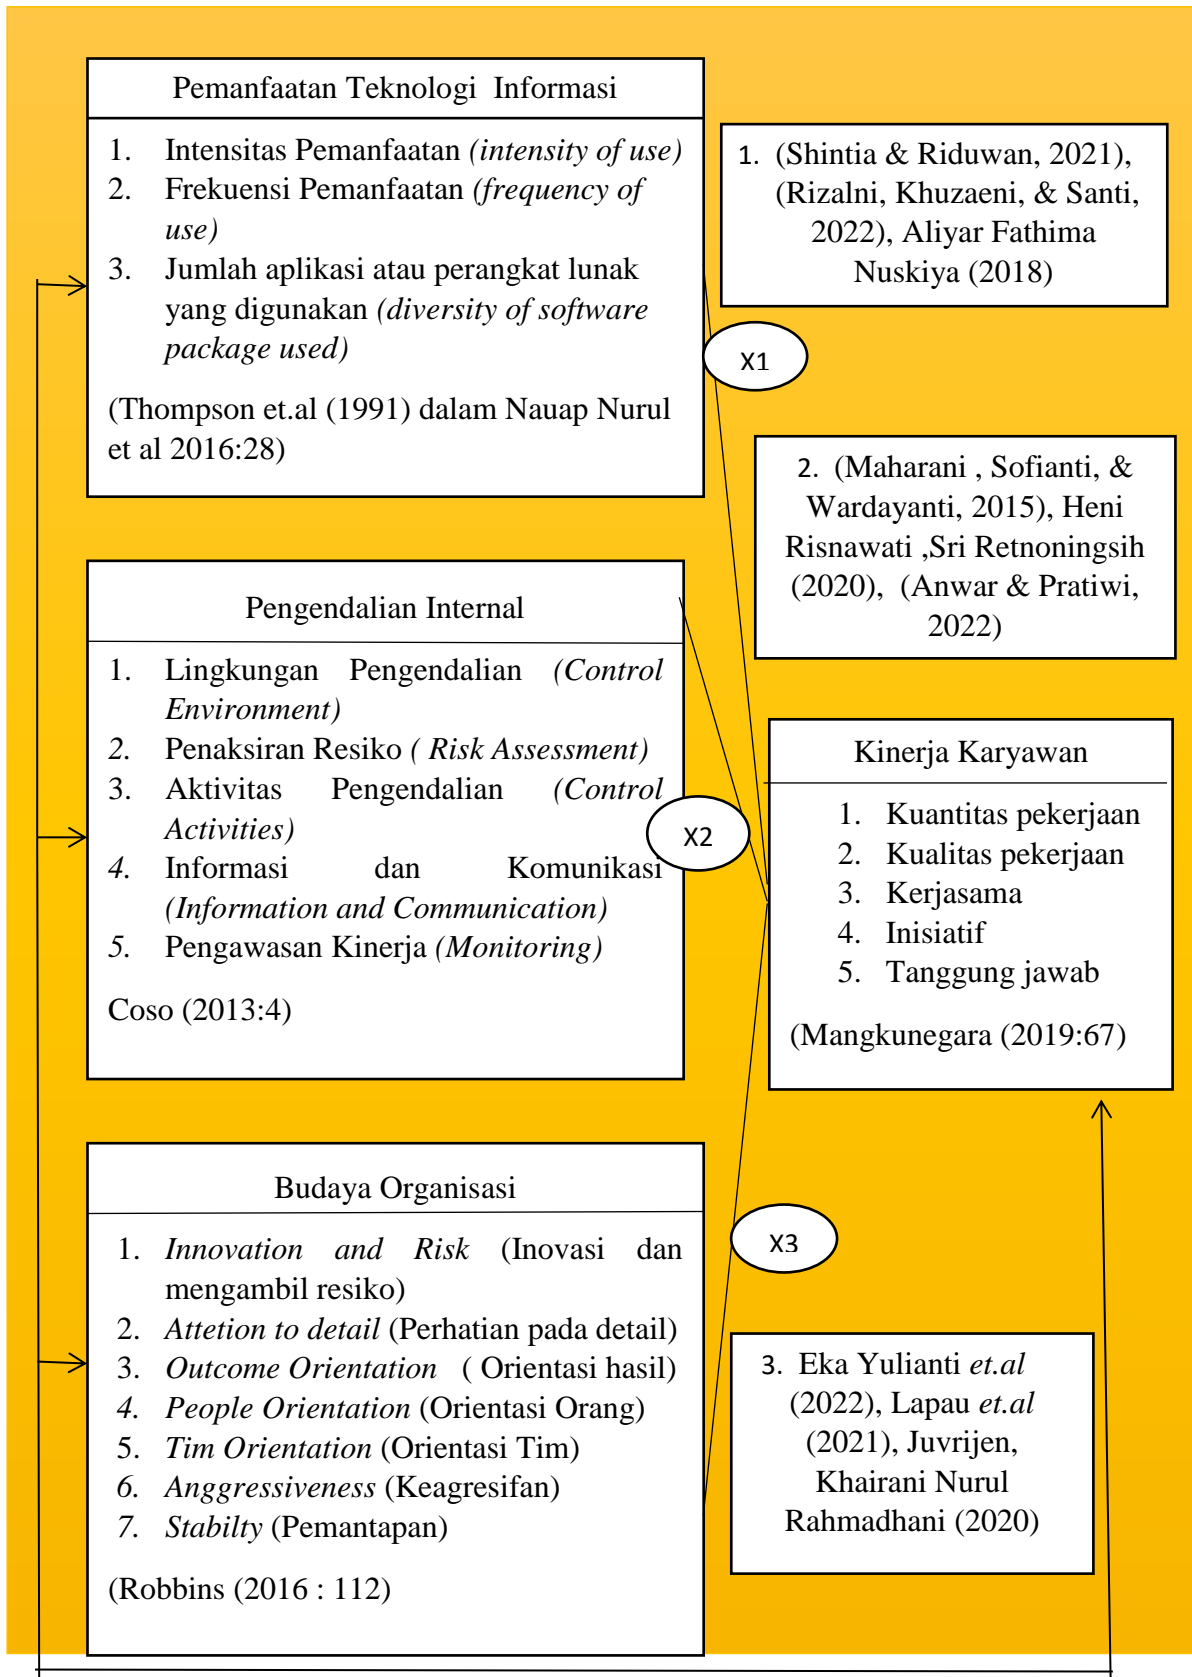 Pemanfaatan Teknologi Informasi
1. Intensitas Pemanfaatan (intensity of use)
2. Frekuensi Pemanfaatan (frequency of
use)
3. Jumlah aplikasi atau perangkat lunak
yang digunakan (diversity of software
package used)
(Thompson et.al (1991) dalam Nauap Nurul
et al 2016:28)
1. (Shintia & Riduwan, 2021),
(Rizalni, Khuzaeni, & Santi,
2022), Aliyar Fathima
Nuskiya (2018)
X1
2. (Maharani , Sofianti, &
Wardayanti, 2015), Heni
Risnawati ,Sri Retnoningsih
(2020), (Anwar & Pratiwi,
2022)
Pengendalian Internal
1. Lingkungan Pengendalian (Control
Environment)
2. Penaksiran Resiko ( Risk Assessment)
3. Aktivitas Pengendalian (Control
Activities)
4. Informasi dan Komunikasi
(Information and Communication)
5. Pengawasan Kinerja (Monitoring)
Coso (2013:4)
X2
Kinerja Karyawan
1. Kuantitas pekerjaan
2. Kualitas pekerjaan
3. Kerjasama
4. Inisiatif
5. Tanggung jawab
(Mangkunegara (2019:67)
Budaya Organisasi
1. Innovation and Risk (Inovasi dan
mengambil resiko)
2. Attetion to detail (Perhatian pada detail)
3. Outcome Orientation ( Orientasi hasil)
4. People Orientation (Orientasi Orang)
5. Tim Orientation (Orientasi Tim)
6. Anggressiveness (Keagresifan)
7. Stabilty (Pemantapan)
(Robbins (2016 : 112)
X3
3. Eka Yulianti et.al
(2022), Lapau et.al
(2021), Juvrijen,
Khairani Nurul
Rahmadhani (2020)